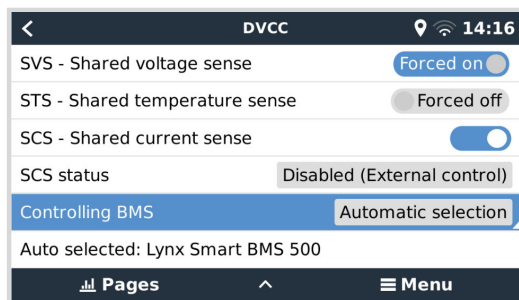 DVCC 14:16
SVS - Shared voltage sense Forced on
STS - Shared temperature sense Forced off
SCS - Shared current sense
SCS status Disabled (External control)
Controlling BMS Automatic selection
Auto selected: Lynx Smart BMS 500
Pages Menu